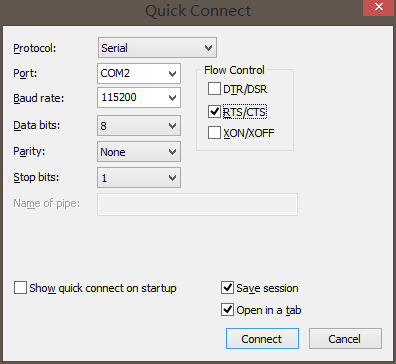 Quick Connect
Protocol: Serial
Port: COM2
Baud rate: 115200
Data bits: 8
Parity: None
Stop bits: 1
Name of pipe:
Flow Control
DTR/DSR
RTS/CTS
XON/XOFF
Show quick connect on startup
Save session
Open in a tab
Connect
Cancel